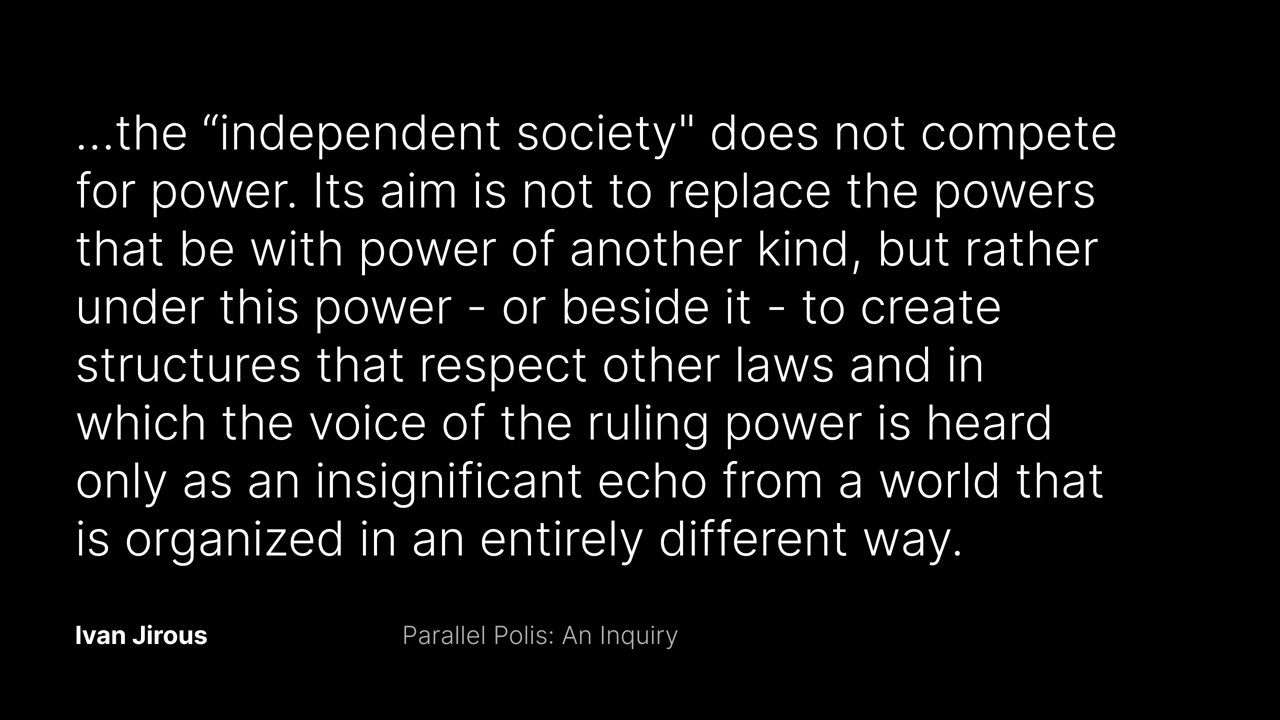 ...the “independent society" does not compete
for power. Its aim is not to replace the powers
that be with power of another kind, but rather
under this power - or beside it - to create
structures that respect other laws and in
which the voice of the ruling power is heard
only as an insignificant echo from a world that
is organized in an entirely different way.
Ivan Jirous
Parallel Polis: An Inquiry